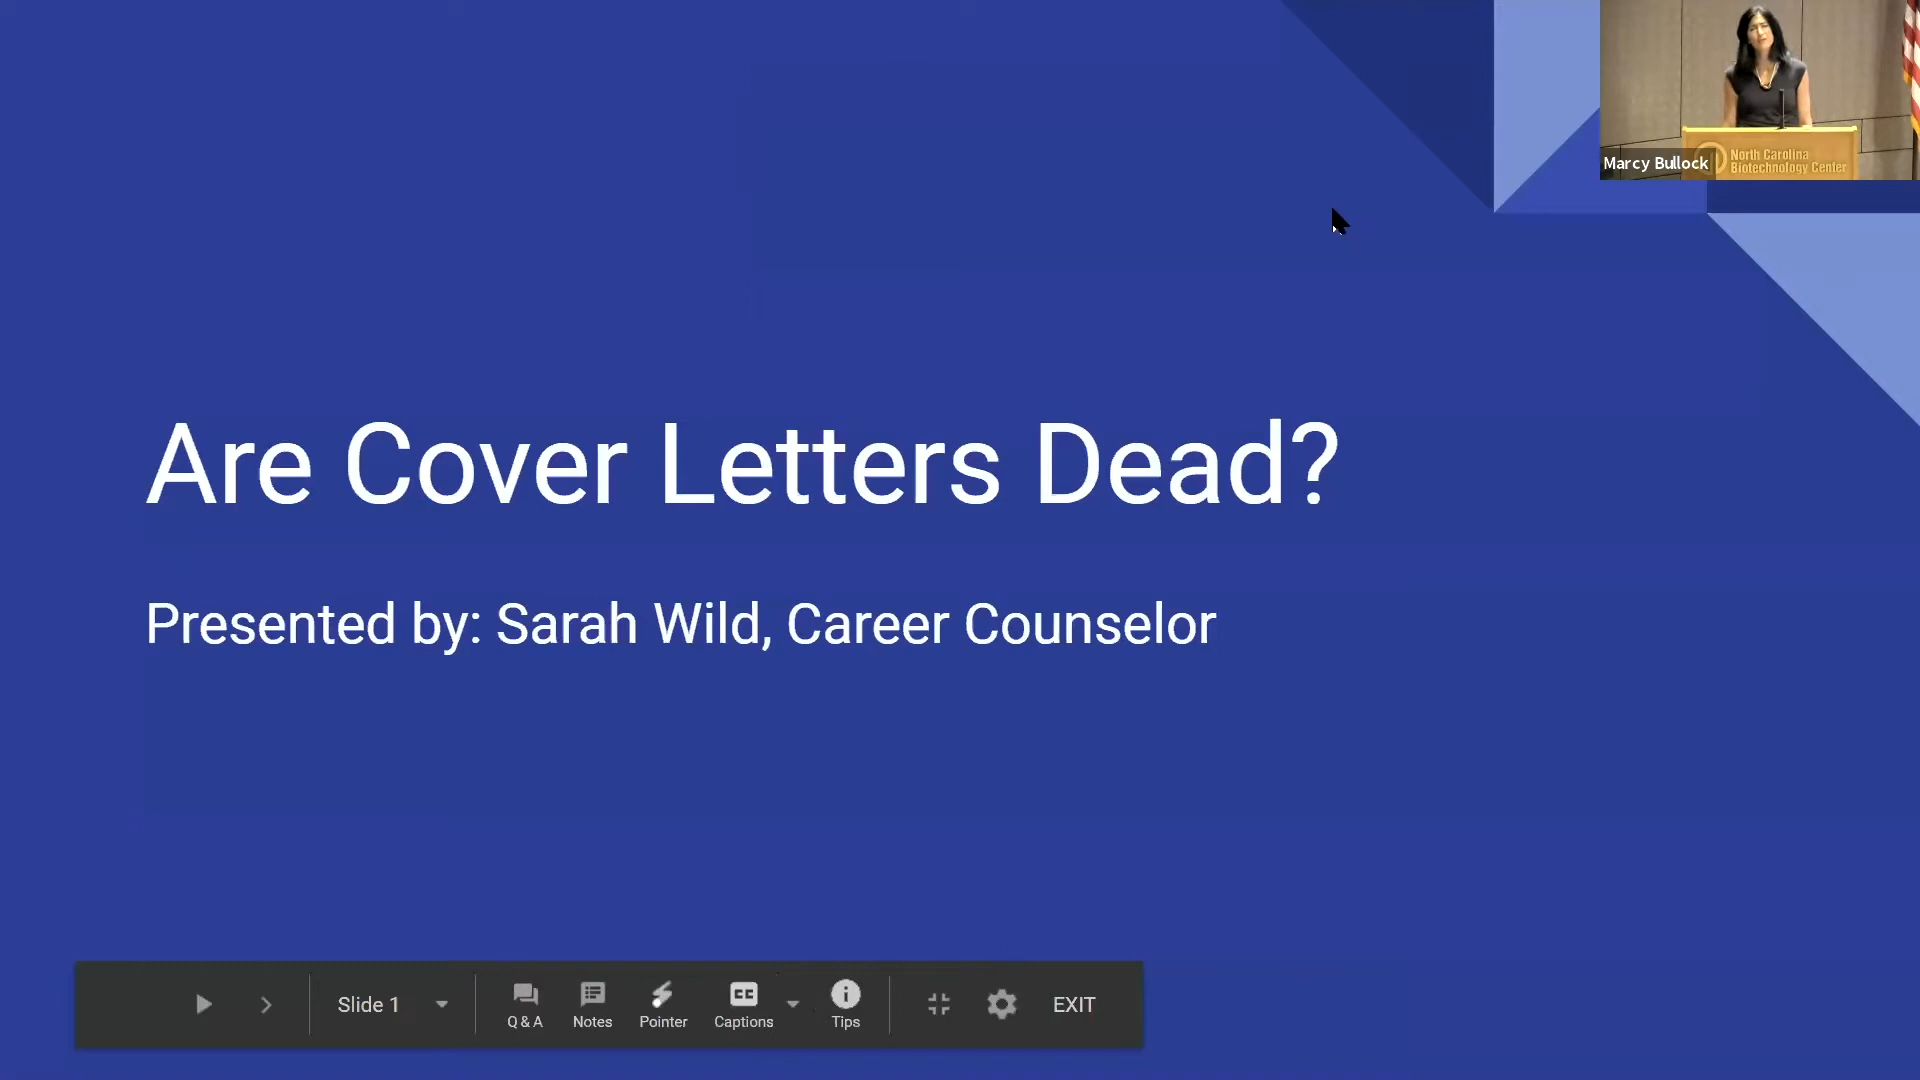 Marcy Bullock
North Carolina
Biotechnology Center
Are Cover Letters Dead?
Presented by: Sarah Wild, Career Counselor
Slide 1
Q & A
Notes
Pointer
CC
Captions
Tips
EXIT